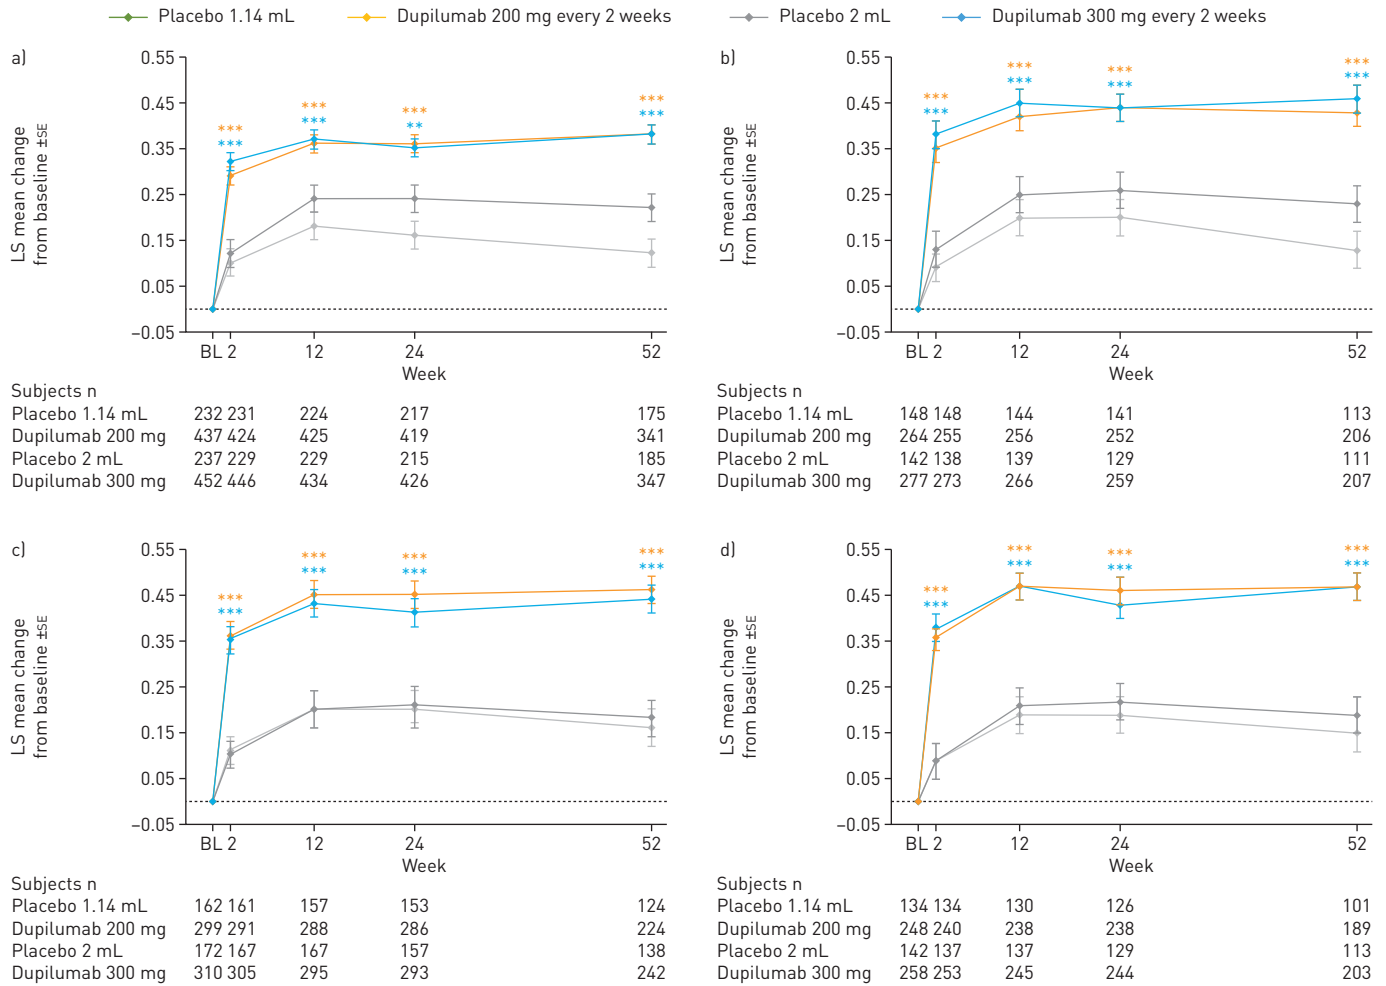 Placebo 1.14 mL Dupilumab 200 mg every 2 weeks Placebo 2 mL Dupilumab 300 mg every 2 weeks
a)
LS mean change
from baseline ±SE
0.55
0.45
0.35
0.25
0.15
0.05
−0.05
*** *** *** ***
*** *** ** ***
BL 2 12 24 52
Week
Subjects n
Placebo 1.14 mL 232 231 224 217 175
Dupilumab 200 mg 437 424 425 419 341
Placebo 2 mL 237 229 229 215 185
Dupilumab 300 mg 452 446 434 426 347
b)
LS mean change
from baseline ±SE
0.55
0.45
0.35
0.25
0.15
0.05
−0.05
*** *** *** ***
*** *** *** ***
BL 2 12 24 52
Week
Subjects n
Placebo 1.14 mL 148 148 144 141 113
Dupilumab 200 mg 264 255 256 252 206
Placebo 2 mL 142 138 139 129 111
Dupilumab 300 mg 277 273 266 259 207
c)
LS mean change
from baseline ±SE
0.55
0.45
0.35
0.25
0.15
0.05
−0.05
*** *** *** ***
*** *** *** ***
BL 2 12 24 52
Week
Subjects n
Placebo 1.14 mL 162 161 157 153 124
Dupilumab 200 mg 299 291 288 286 224
Placebo 2 mL 172 167 167 157 138
Dupilumab 300 mg 310 305 295 293 242
d)
LS mean change
from baseline ±SE
0.55
0.45
0.35
0.25
0.15
0.05
−0.05
*** *** *** ***
*** *** *** ***
BL 2 12 24 52
Week
Subjects n
Placebo 1.14 mL 134 134 130 126 101
Dupilumab 200 mg 248 240 238 238 189
Placebo 2 mL 142 137 137 129 113
Dupilumab 300 mg 258 253 245 244 203